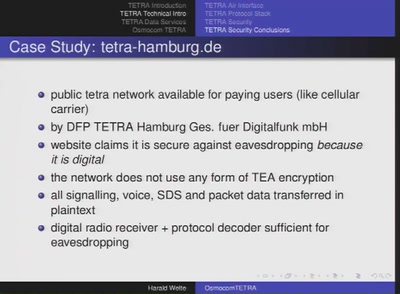 TETRA Introduction
TETRA Technical Intro
TETRA Data Services
Osmocom TETRA
TETRA Air Interface
TETRA Protocol Stack
TETRA Security
TETRA Security Conclusions
Case Study: tetra-hamburg.de
public tetra network available for paying users (like cellular
carrier)
by DFP TETRA Hamburg Ges. fuer Digitalfunk mbH
website claims it is secure against eavesdropping because
it is digital
the network does not use any form of TEA encryption
all signalling, voice, SDS and packet data transferred in
plaintext
digital radio receiver + protocol decoder sufficient for
eavesdropping
Harald Welte
OsmocomTETRA